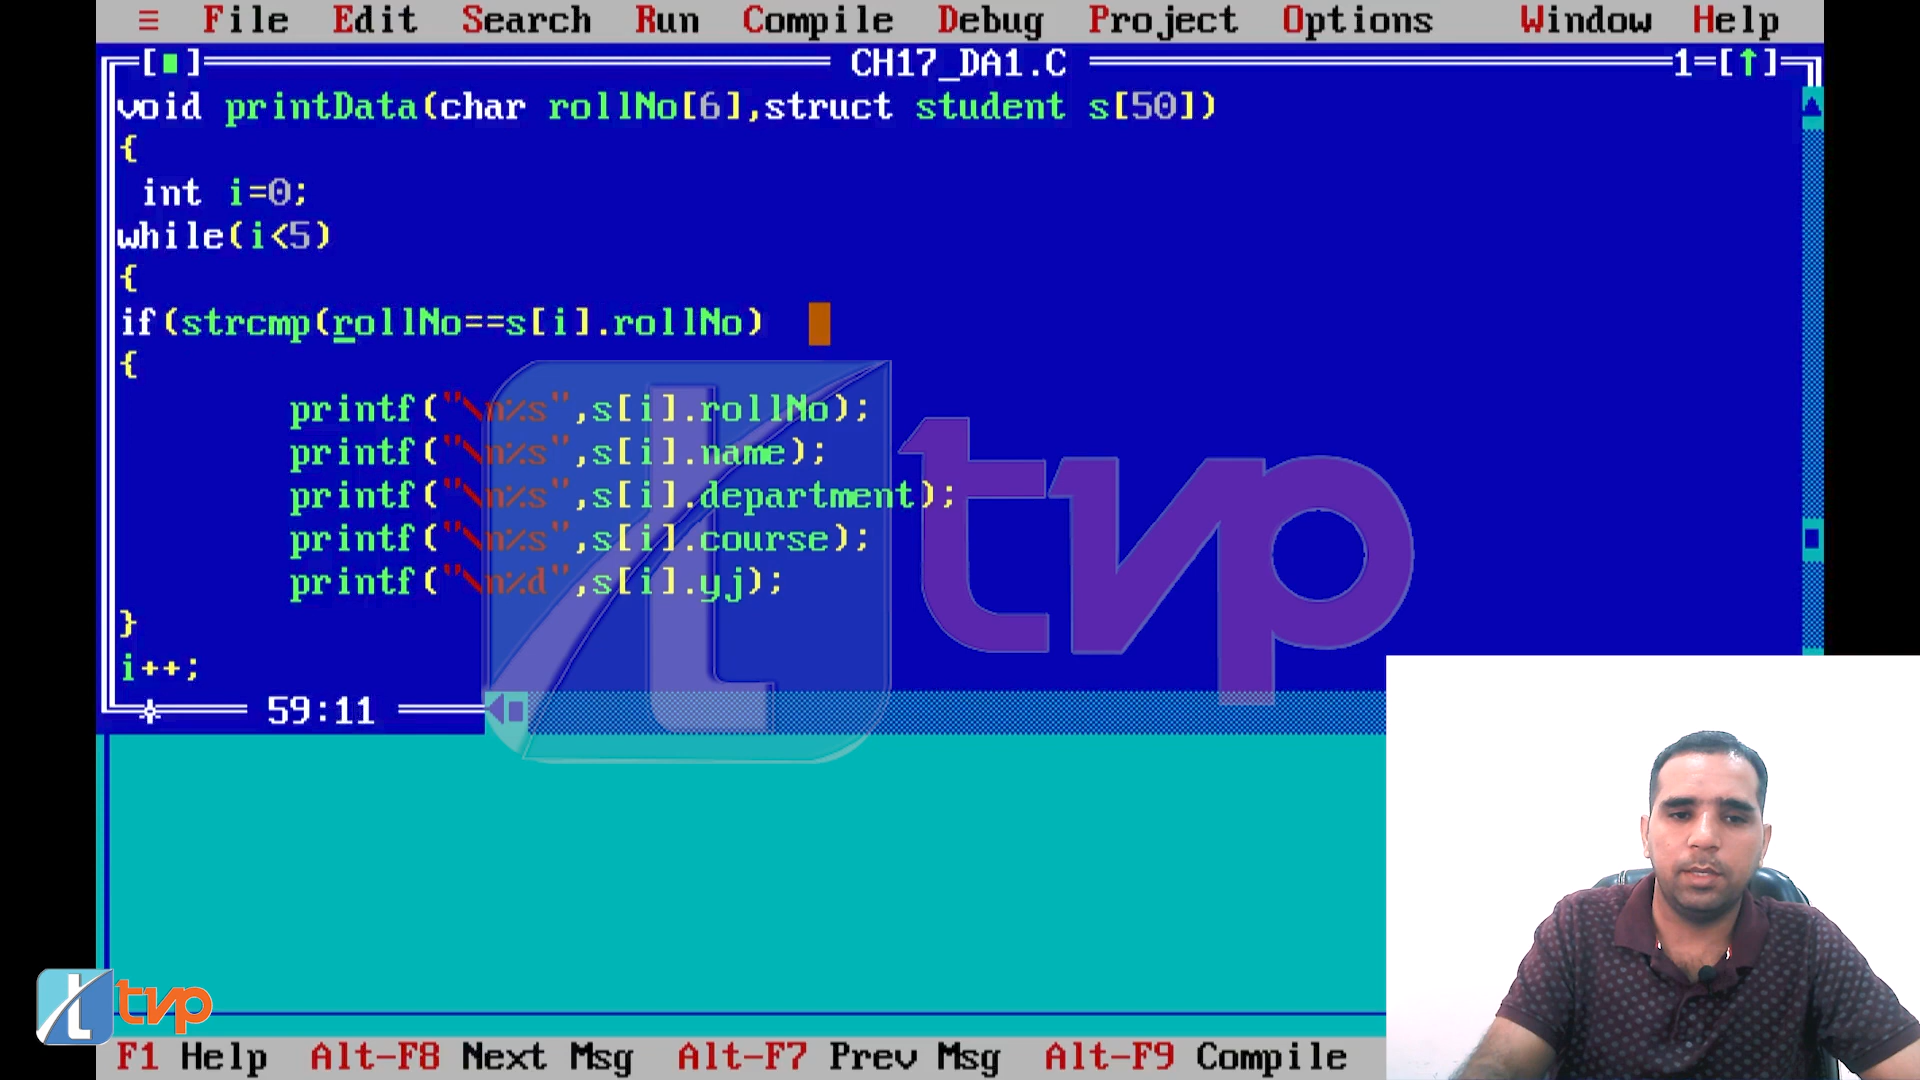 ≡ File Edit Search Run Compile Debug Project Options Window Help
[■] CH17_DA1.C 1=[↑]
void printData(char rollNo[6],struct student s[50])
{
int i=0;
while(i<5)
{
if(strcmp(rollNo==s[i].rollNo)
{
printf("\n%s",s[i].rollNo);
printf("\n%s",s[i].name);
printf("\n%s",s[i].department);
printf("\n%s",s[i].course);
printf("\n%d",s[i].yj);
}
i++;
59:11
tvp
t tvp
F1 Help Alt-F8 Next Msg Alt-F7 Prev Msg Alt-F9 Compile